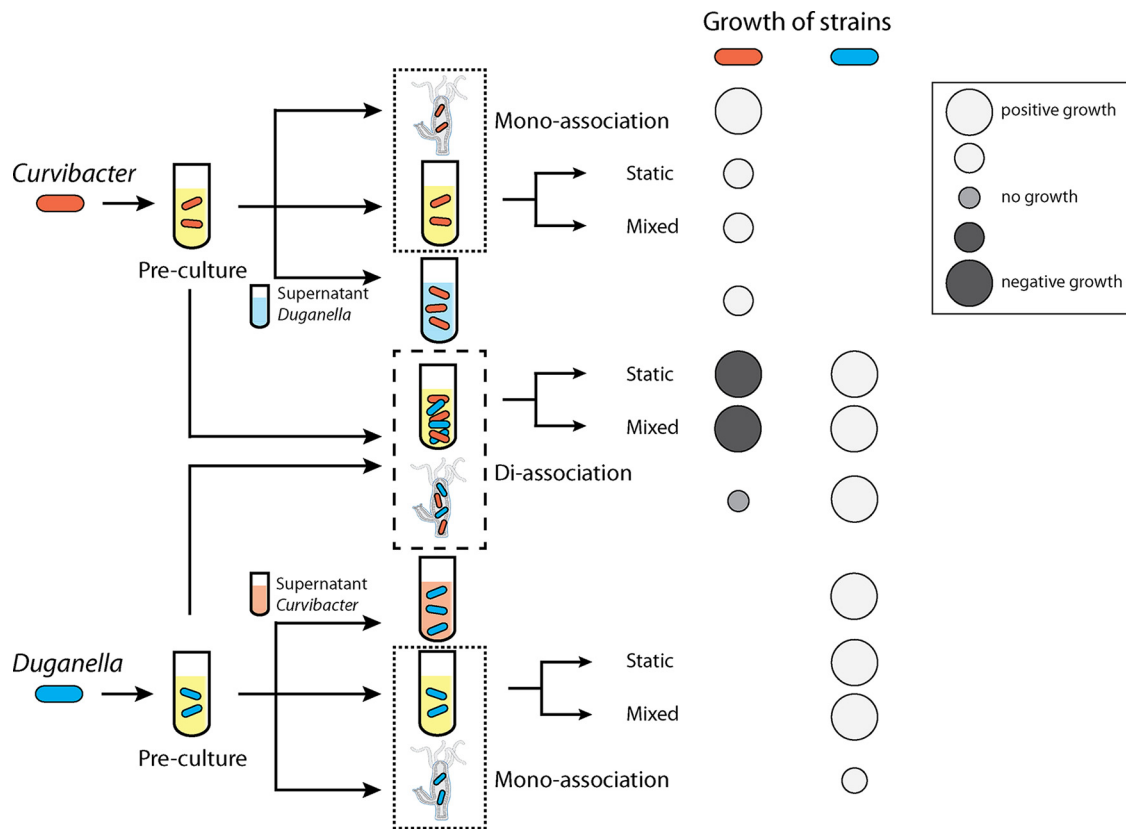 Growth of strains
positive growth
no growth
negative growth
Mono-association
Curvibacter
Static
Mixed
Pre-culture
Supernatant
Duganella
Static
Mixed
Di-association
Supernatant
Curvibacter
Duganella
Static
Mixed
Pre-culture
Mono-association